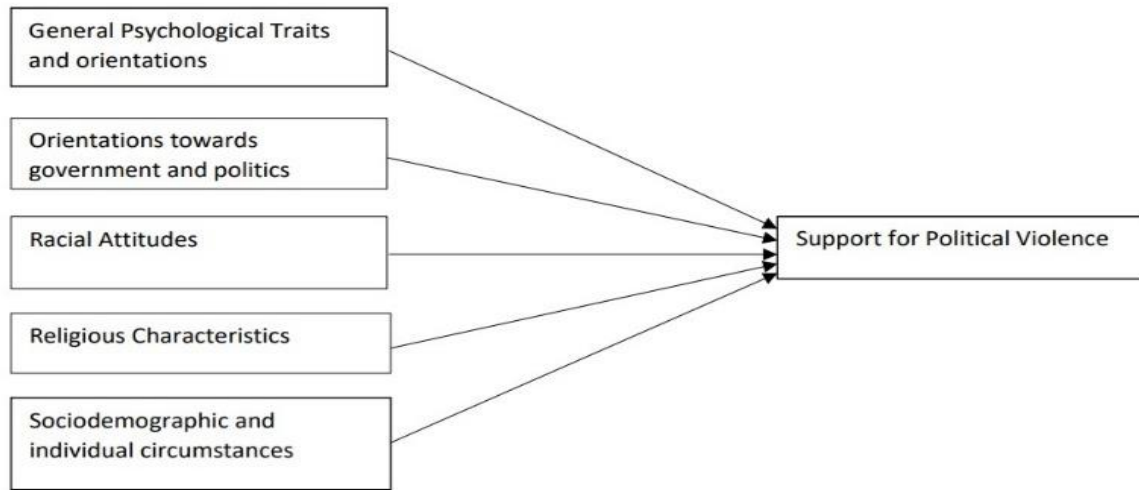 General Psychological Traits
and orientations
Orientations towards
government and politics
Racial Attitudes
Support for Political Violence
Religious Characteristics
Sociodemographic and
individual circumstances